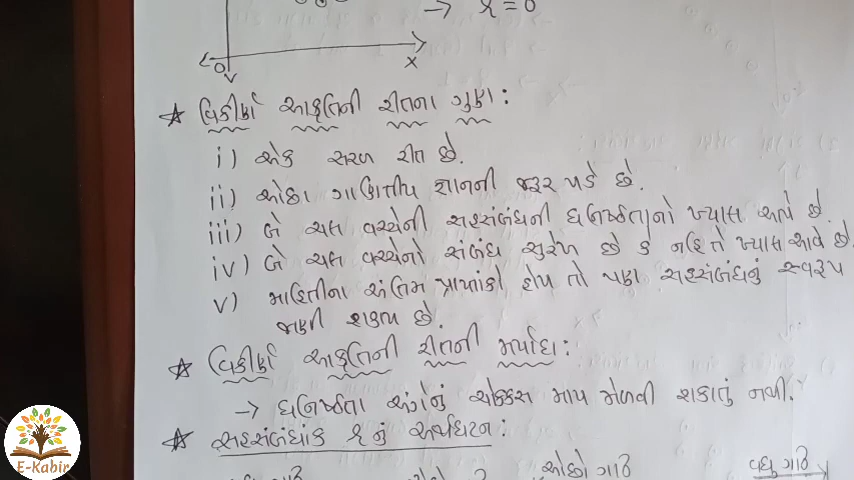 → r = 0
0
x
★ વિકીર્ણ આકૃતિની રીતના ગુણ :
i) એક સરળ રીત છે.
ii) ઓછા ગાણિતીય જ્ઞાનની જરૂર પડે છે.
iii) બે ચલ વચ્ચેની સહસંબંધની ઘનિષ્ઠતાનો ખ્યાલ આપે છે.
iv) બે ચલ વચ્ચેનો સંબંધ સુરેખ છે કે નહિ તે ખ્યાલ આવે છે.
v) માહિતીના અંતિમ પ્રાપ્તાંકો હોય તો પણ સહસંબંધનું સ્વરૂપ
જાણી શકાય છે.
★ વિકીર્ણ આકૃતિની રીતની મર્યાદા :
→ ઘનિષ્ઠતા અંગેનું ચોક્કસ માપ મેળવી શકાતું નથી.
★ સહસંબંધાંક r નું અર્થઘટન :
ઓછો ગાઢ વધુ ગાઢ
E-Kabir